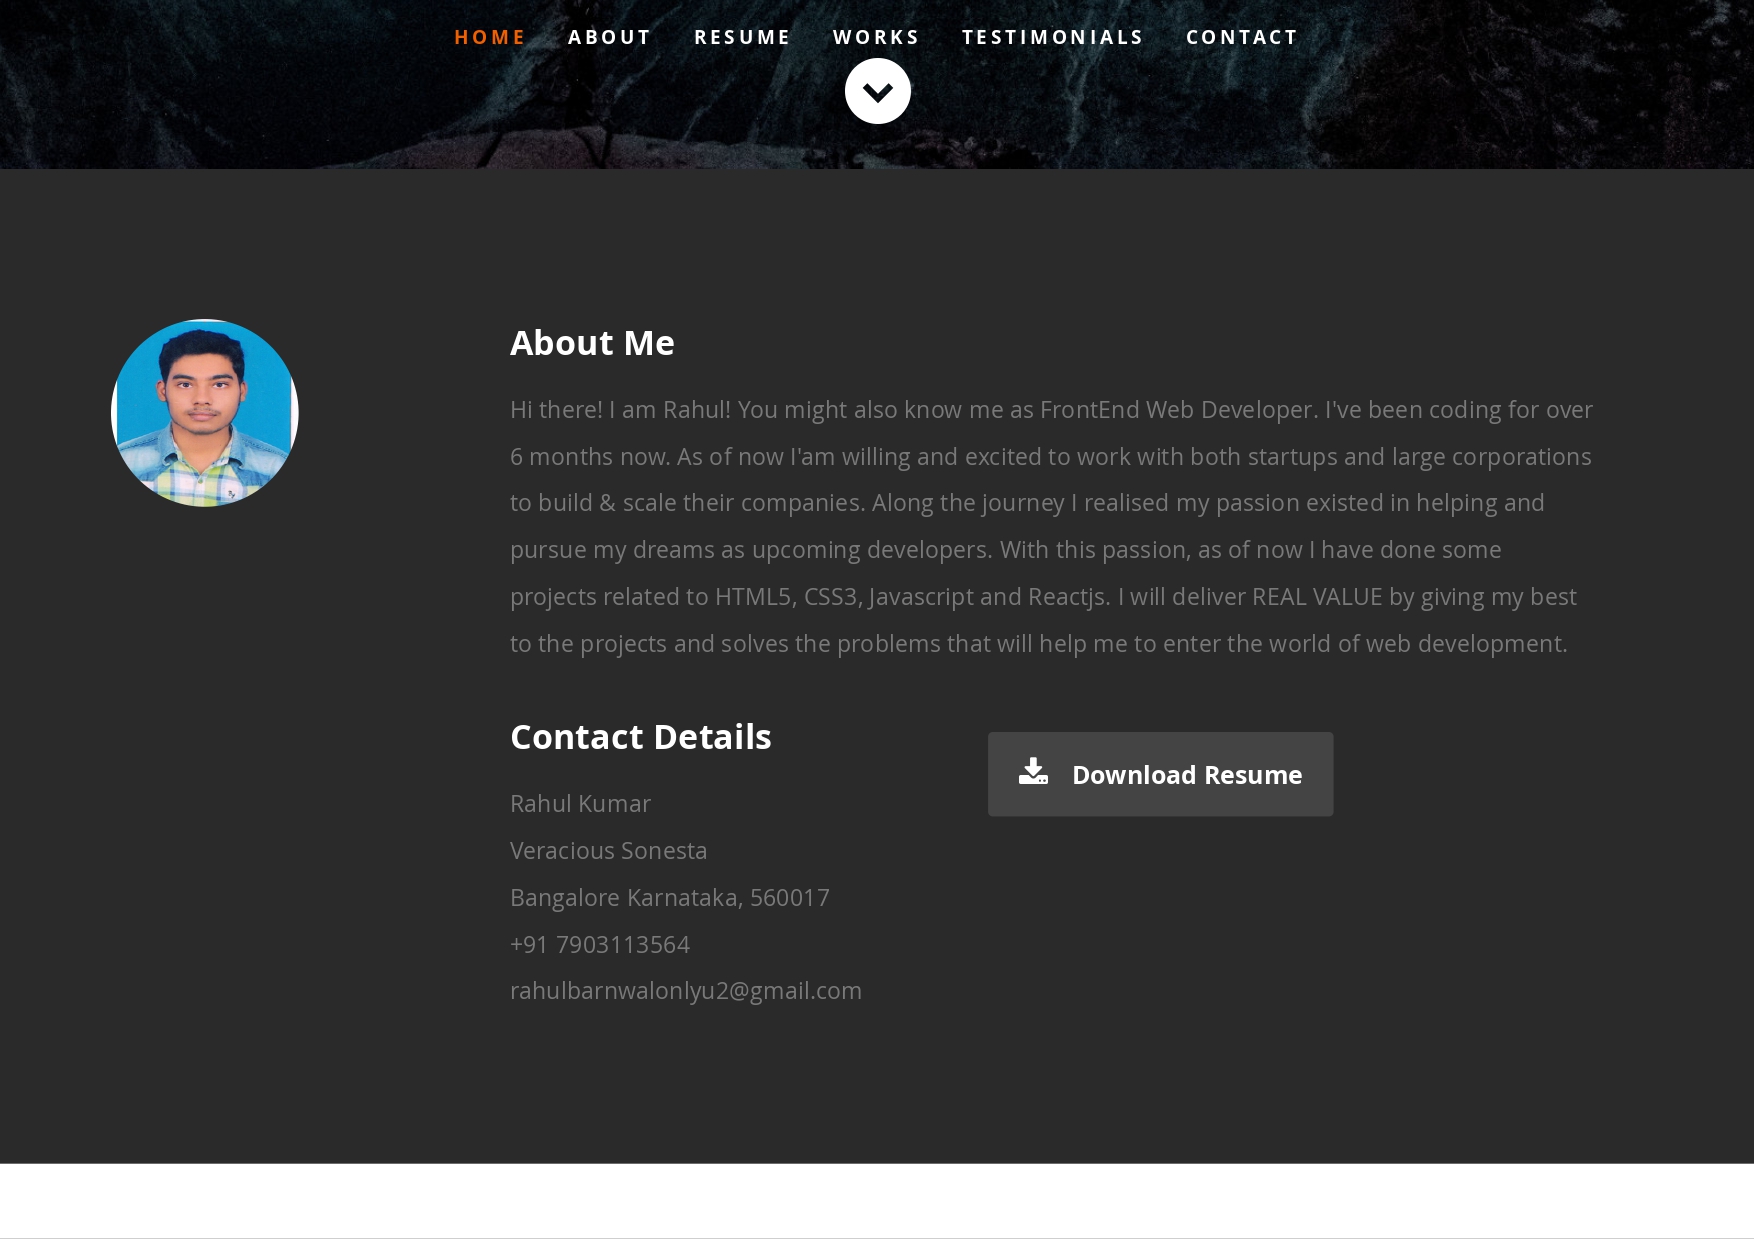 HOME ABOUT RESUME WORKS TESTIMONIALS CONTACT
About Me
Hi there! I am Rahul! You might also know me as FrontEnd Web Developer. I've been coding for over
6 months now. As of now I'am willing and excited to work with both startups and large corporations
to build & scale their companies. Along the journey I realised my passion existed in helping and
pursue my dreams as upcoming developers. With this passion, as of now I have done some
projects related to HTML5, CSS3, Javascript and Reactjs. I will deliver REAL VALUE by giving my best
to the projects and solves the problems that will help me to enter the world of web development.
Contact Details
Download Resume
Rahul Kumar
Veracious Sonesta
Bangalore Karnataka, 560017
+91 7903113564
rahulbarnwalonlyu2@gmail.com